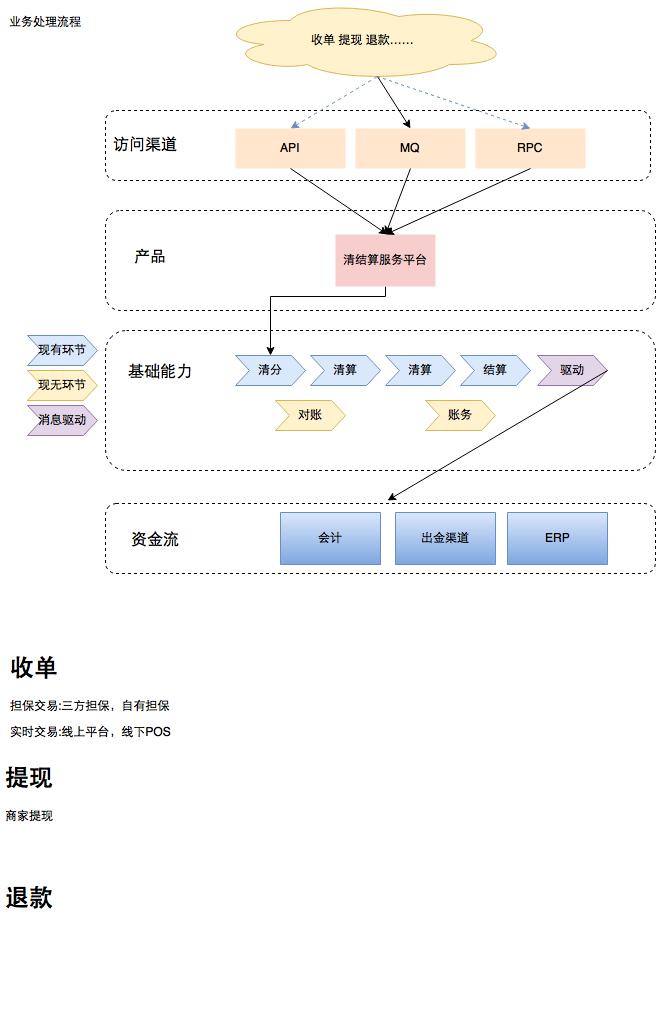 业务处理流程
收单 提现 退款……
访问渠道
API
MQ
RPC
产品
清结算服务平台
现有环节
现无环节
消息驱动
基础能力
清分
清算
清算
结算
驱动
对账
账务
资金流
会计
出金渠道
ERP
收单
担保交易:三方担保，自有担保
实时交易:线上平台，线下POS
提现
商家提现
退款